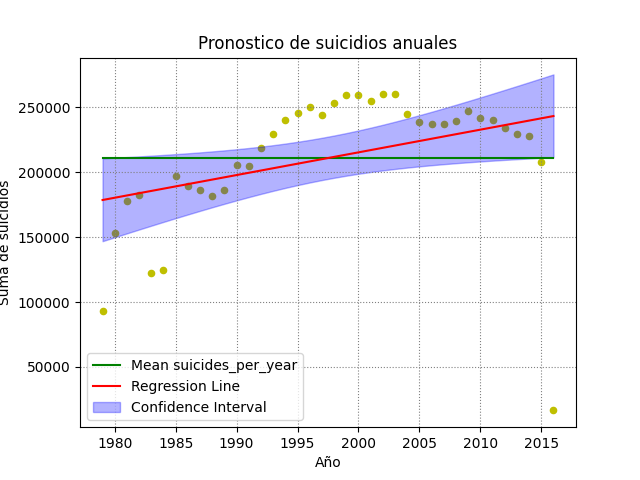 Pronostico de suicidios anuales
250000
200000
150000
100000
50000
Suma de suicidios
Mean suicides_per_year
Regression Line
Confidence Interval
1980 1985 1990 1995 2000 2005 2010 2015
Año